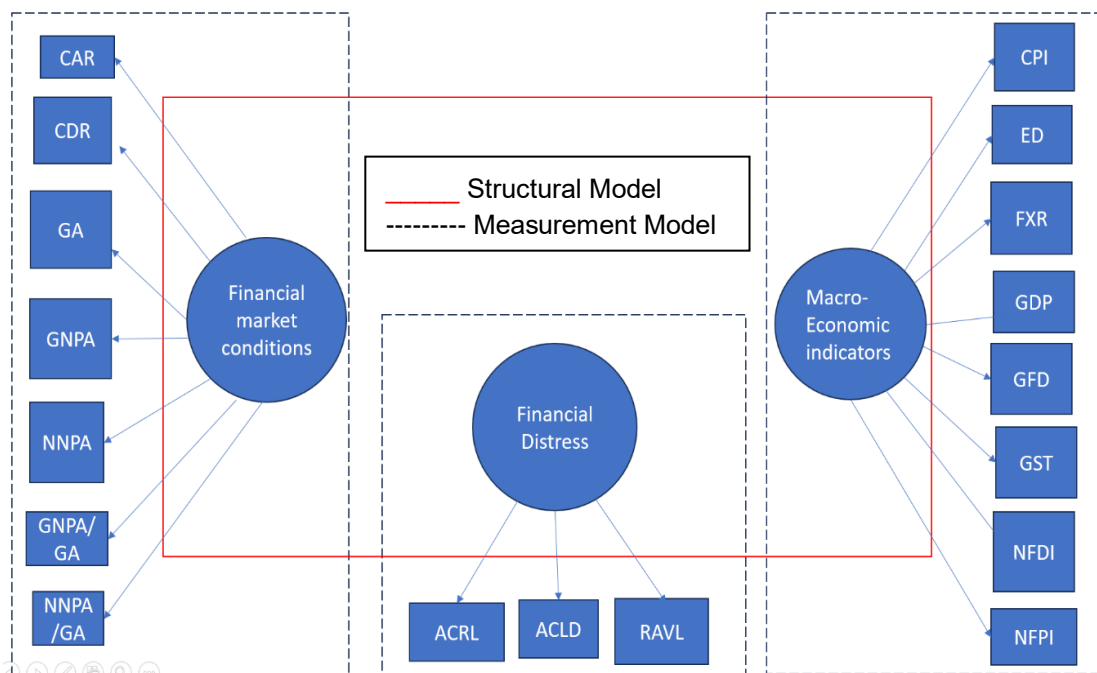 CAR
CDR
GA
GNPA
NNPA
GNPA/
GA
NNPA
/GA
Financial
market
conditions
______ Structural Model
--------- Measurement Model
Financial
Distress
ACRL
ACLD
RAVL
Macro-
Economic
indicators
CPI
ED
FXR
GDP
GFD
GST
NFDI
NFPI